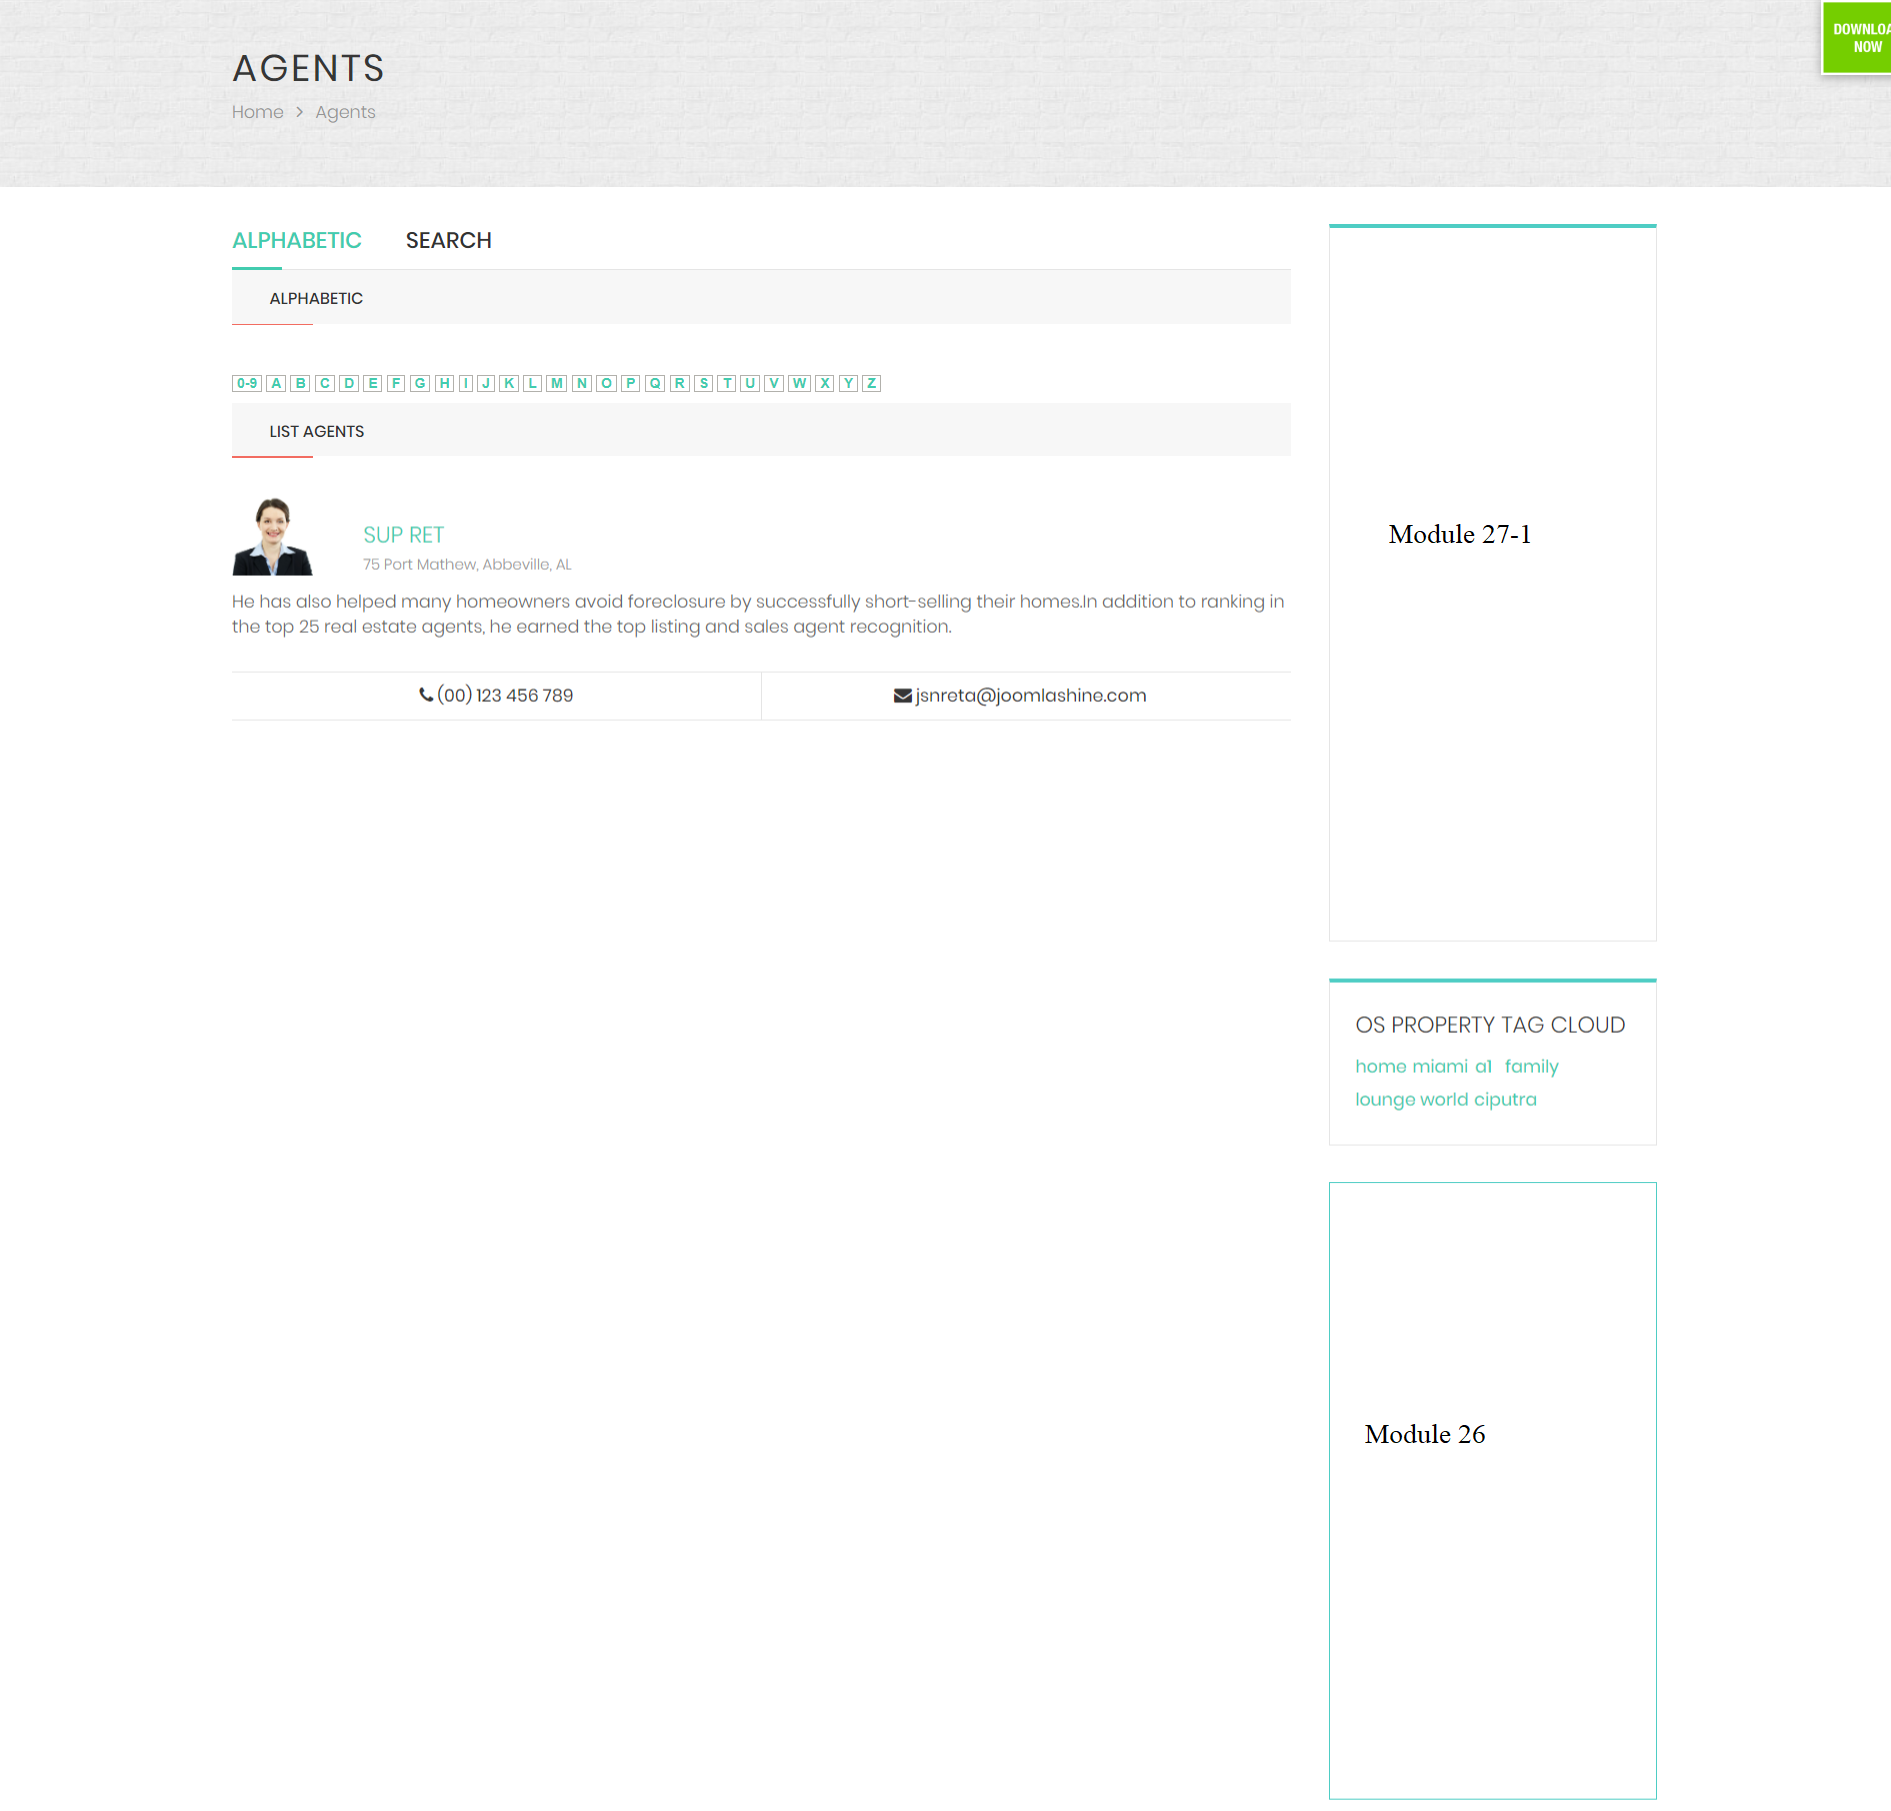 AGENTS
Home > Agents
DOWNLOA
NOW
ALPHABETIC SEARCH
ALPHABETIC
0-9 A B C D E F G H I J K L M N O P Q R S T U V W X Y Z
LIST AGENTS
SUP RET
75 Port Mathew, Abbeville, AL
He has also helped many homeowners avoid foreclosure by successfully short-selling their homes.In addition to ranking in
the top 25 real estate agents, he earned the top listing and sales agent recognition.
(00) 123 456 789
jsnreta@joomlashine.com
Module 27-1
OS PROPERTY TAG CLOUD
home miami a1 family
lounge world ciputra
Module 26